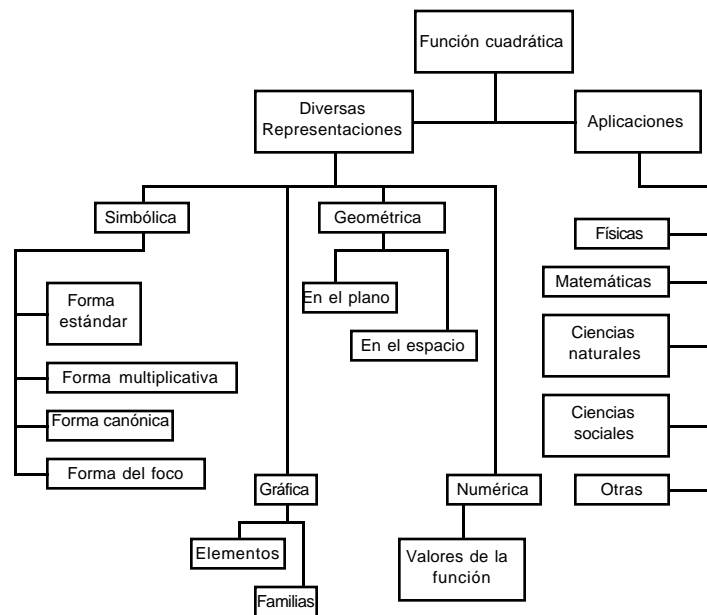 Función cuadrática
Diversas
Representaciones
Aplicaciones
Simbólica
Geométrica
Físicas
En el plano
Matemáticas
Forma
estándar
En el espacio
Ciencias
naturales
Forma multiplicativa
Forma canónica
Ciencias
sociales
Forma del foco
Gráfica
Numérica
Otras
Elementos
Valores de la
función
Familias